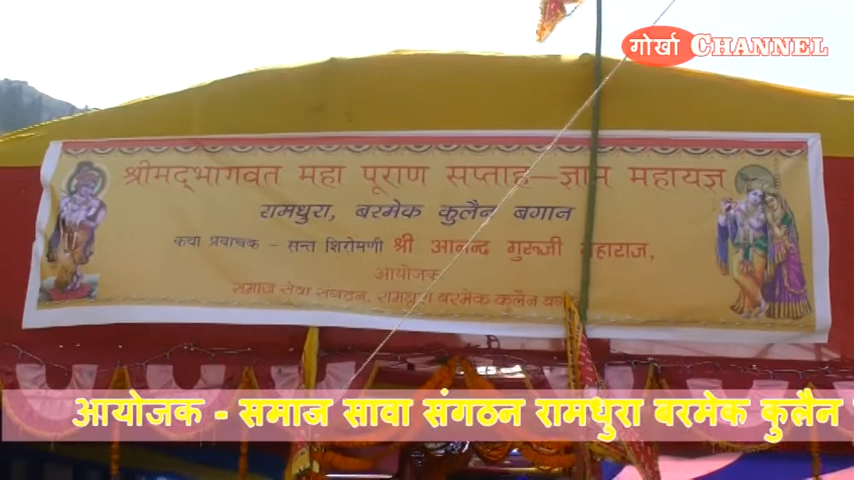 गोर्खा CHANNEL
श्रीमद्भागवत महा पूराण सप्ताह—ज्ञान महायज्ञ
रामधुरा, बरमेक कुलैन बगान
कथा प्रवाचक - सन्त शिरोमणी श्री आनन्द गुरूजी महाराज,
आयोजक
समाज सेवा संगठन, रामधुरा बरमेक कुलैन बगान
आयोजक - समाज सावा संगठन रामधुरा बरमेक कुलैन